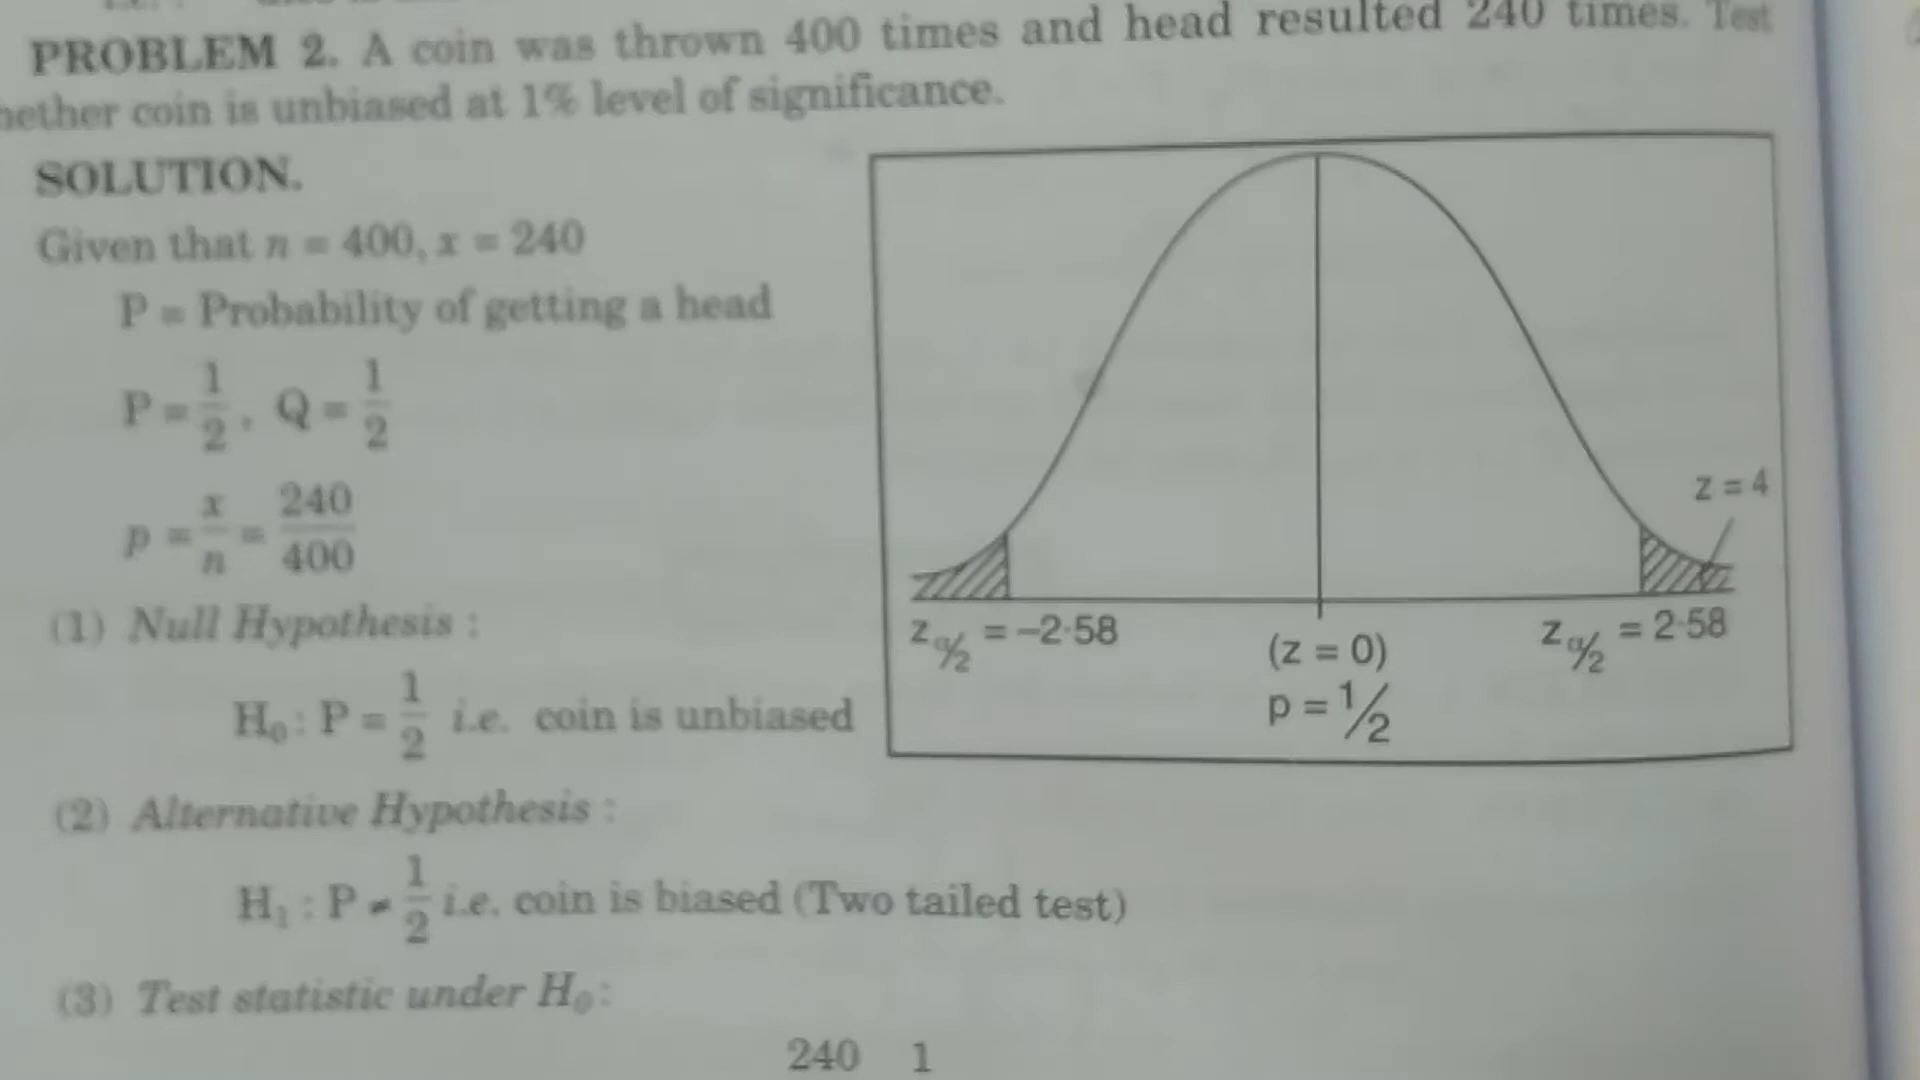 PROBLEM 2. A coin was thrown 400 times and head resulted 240 times. Test
hether coin is unbiased at 1% level of significance.
SOLUTION.
Given that n = 400, x = 240
P = Probability of getting a head
P = 1/2, Q = 1/2
p = x/n = 240/400
(1) Null Hypothesis :
H₀ : P = 1/2 i.e. coin is unbiased
(2) Alternative Hypothesis :
H₁ : P ≠ 1/2 i.e. coin is biased (Two tailed test)
(3) Test statistic under H₀ :
240 1
z = 4
z α/2 = –2·58
(z = 0)
p = 1/2
z α/2 = 2·58